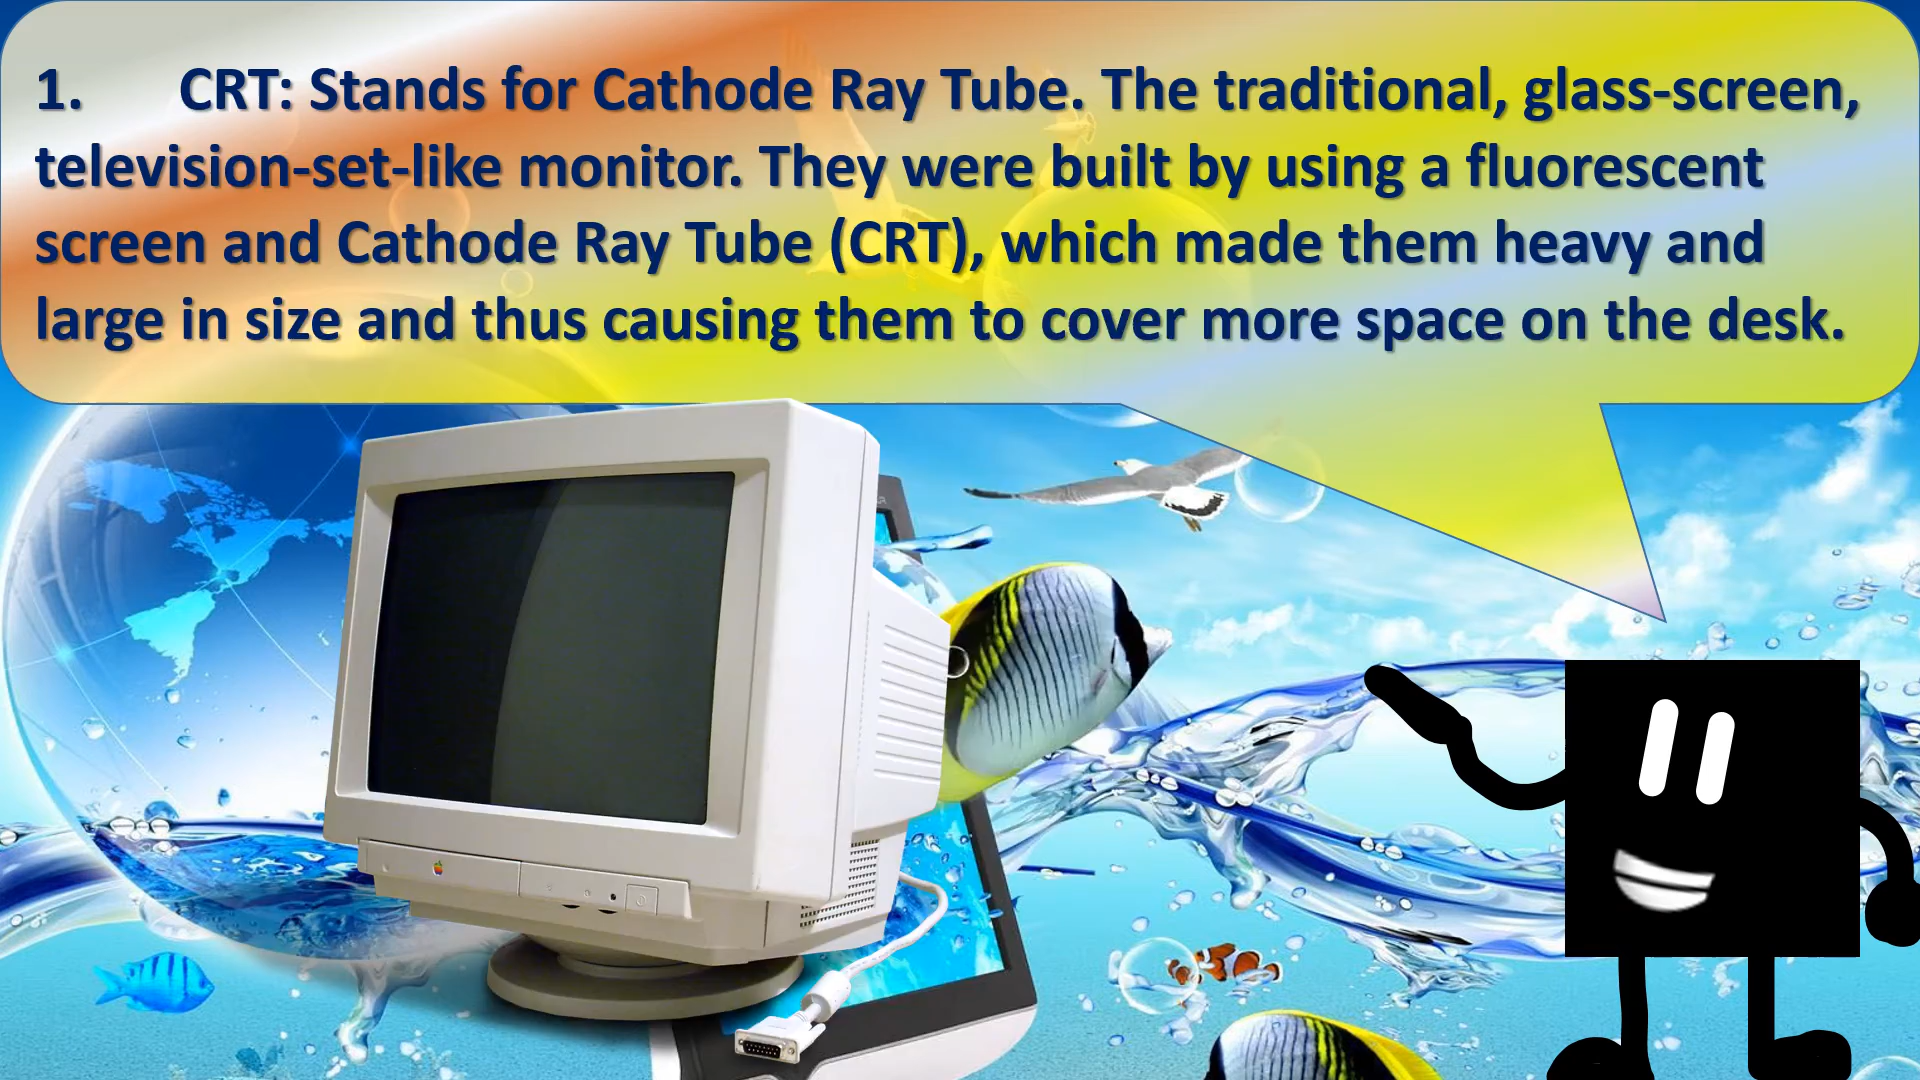 1. CRT: Stands for Cathode Ray Tube. The traditional, glass-screen,
television-set-like monitor. They were built by using a fluorescent
screen and Cathode Ray Tube (CRT), which made them heavy and
large in size and thus causing them to cover more space on the desk.